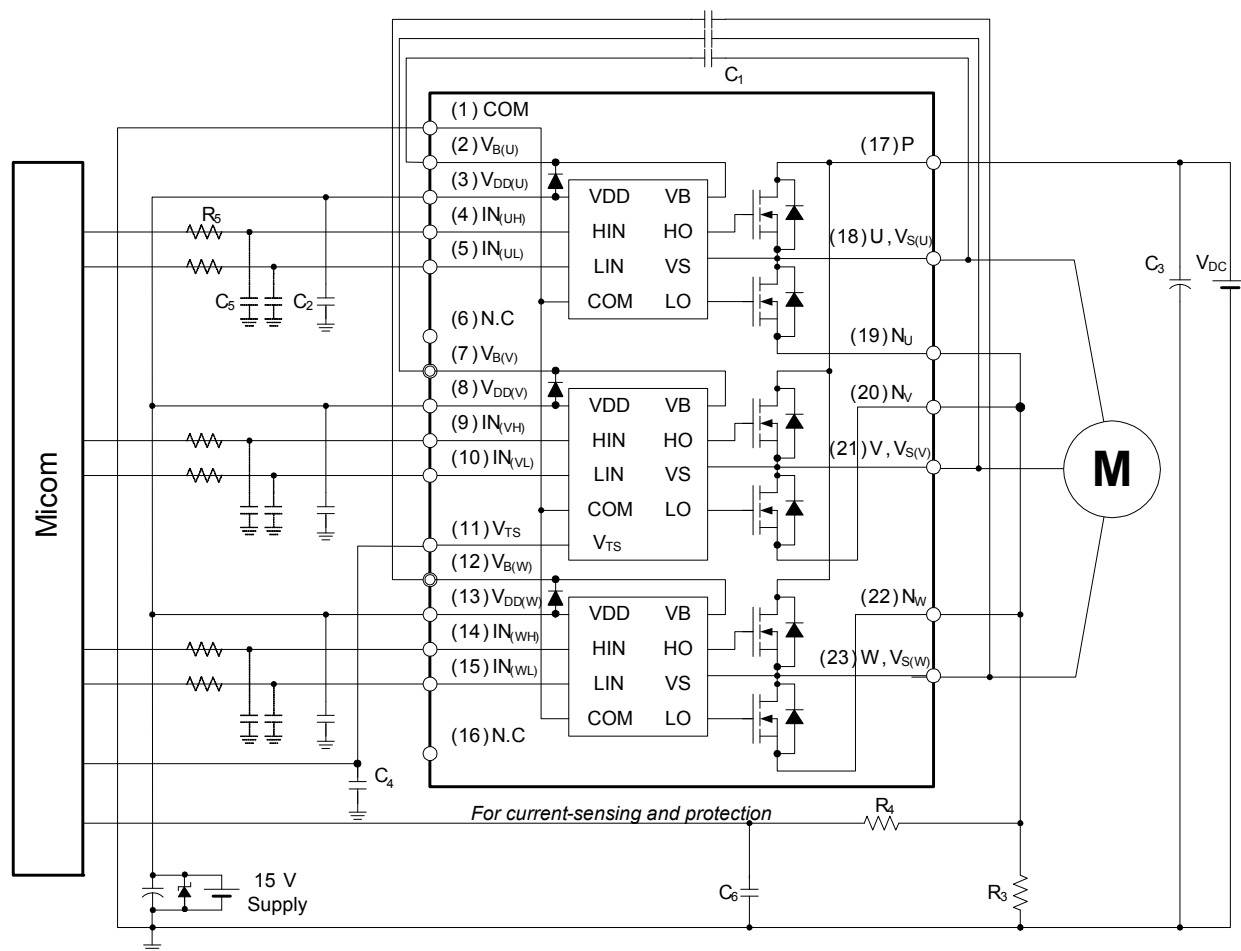 C1
(1) COM
(2) VB(U)
(3) VDD(U)
(4) IN(UH)
(5) IN(UL)
(6) N.C
(7) VB(V)
(8) VDD(V)
(9) IN(VH)
(10) IN(VL)
(11) VTS
(12) VB(W)
(13) VDD(W)
(14) IN(WH)
(15) IN(WL)
(16) N.C
VDD VB
HIN HO
LIN VS
COM LO
VDD VB
HIN HO
LIN VS
COM LO
VTS
VDD VB
HIN HO
LIN VS
COM LO
(17) P
(18) U, VS(U)
(19) NU
(20) NV
(21) V, VS(V)
(22) NW
(23) W, VS(W)
Micom
R5
C5
C2
C3
VDC
M
C4
For current-sensing and protection
R4
C6
R3
15 V
Supply